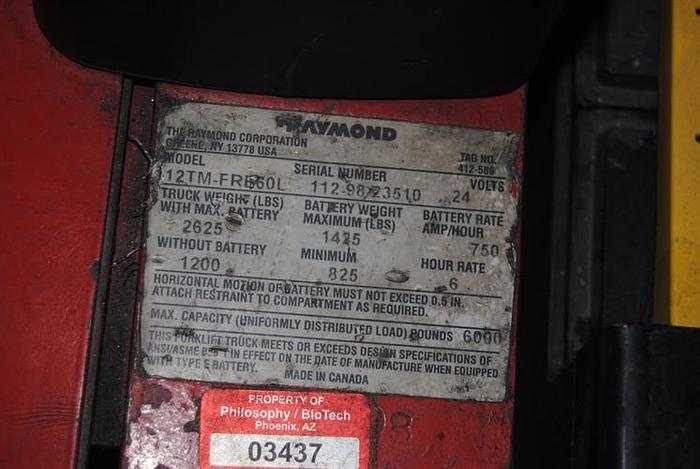 RAYMOND
THE RAYMOND CORPORATION
GREENE, NY 13778 USA
TAG NO.
412-586
MODEL SERIAL NUMBER VOLTS
112-98-23510 24
TRUCK WEIGHT (LBS) BATTERY WEIGHT BATTERY RATE
WITH MAX. BATTERY MAXIMUM (LBS) AMP/HOUR
2625 1425 750
WITHOUT BATTERY MINIMUM HOUR RATE
1200 825 6
HORIZONTAL MOTION OF BATTERY MUST NOT EXCEED 0.5 IN.
ATTACH RESTRAINT TO COMPARTMENT AS REQUIRED.
MAX. CAPACITY (UNIFORMLY DISTRIBUTED LOAD) POUNDS 6000
THIS FORKLIFT TRUCK MEETS OR EXCEEDS DESIGN SPECIFICATIONS OF
IN EFFECT ON THE DATE OF MANUFACTURE WHEN EQUIPPED
WITH TYPE E BATTERY.
MADE IN CANADA
PROPERTY OF
Philosophy / BioTech
Phoenix, AZ
03437